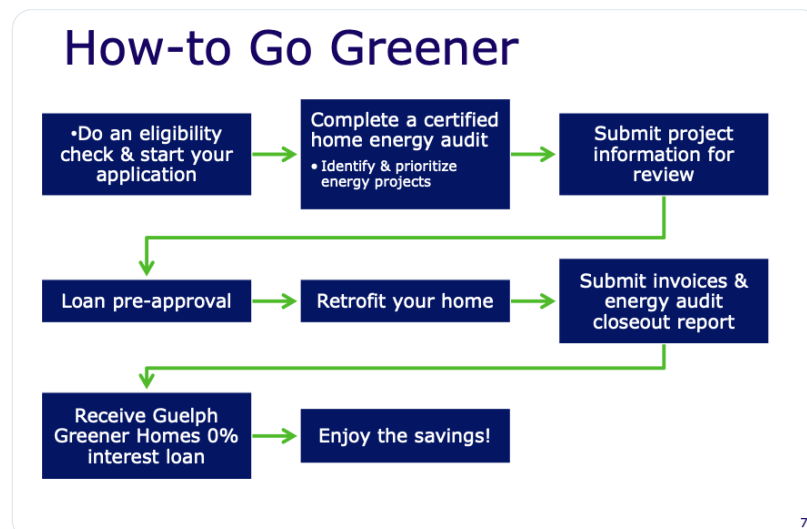 How-to Go Greener
•Do an eligibility
check & start your
application
Complete a certified
home energy audit
• Identify & prioritize
energy projects
Submit project
information for
review
Loan pre-approval
Retrofit your home
Submit invoices &
energy audit
closeout report
Receive Guelph
Greener Homes 0%
interest loan
Enjoy the savings!
7